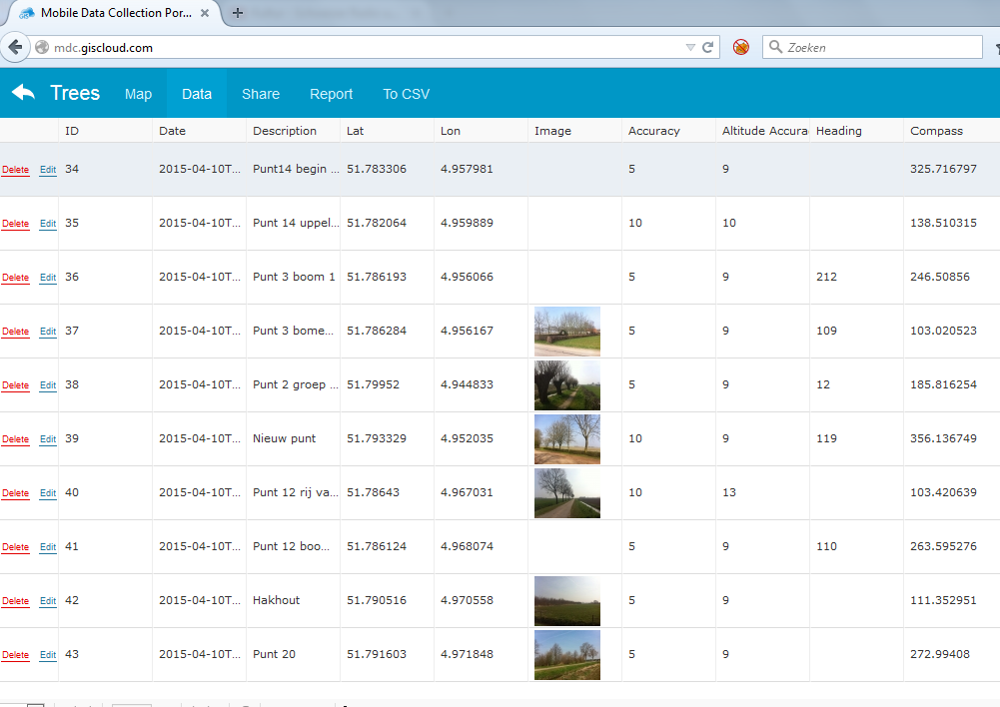 Mobile Data Collection Por...
mdc.giscloud.com
Zoeken
Trees Map Data Share Report To CSV
ID Date Description Lat Lon Image Accuracy Altitude Accura Heading Compass
Delete Edit 34 2015-04-10T... Punt14 begin ... 51.783306 4.957981 5 9 325.716797
Delete Edit 35 2015-04-10T... Punt 14 uppel... 51.782064 4.959889 10 10 138.510315
Delete Edit 36 2015-04-10T... Punt 3 boom 1 51.786193 4.956066 5 9 212 246.50856
Delete Edit 37 2015-04-10T... Punt 3 bome... 51.786284 4.956167 5 9 109 103.020523
Delete Edit 38 2015-04-10T... Punt 2 groep ... 51.79952 4.944833 5 9 12 185.816254
Delete Edit 39 2015-04-10T... Nieuw punt 51.793329 4.952035 10 9 119 356.136749
Delete Edit 40 2015-04-10T... Punt 12 rij va... 51.78643 4.967031 10 13 103.420639
Delete Edit 41 2015-04-10T... Punt 12 boo... 51.786124 4.968074 5 9 110 263.595276
Delete Edit 42 2015-04-10T... Hakhout 51.790516 4.970558 5 9 111.352951
Delete Edit 43 2015-04-10T... Punt 20 51.791603 4.971848 5 9 272.99408